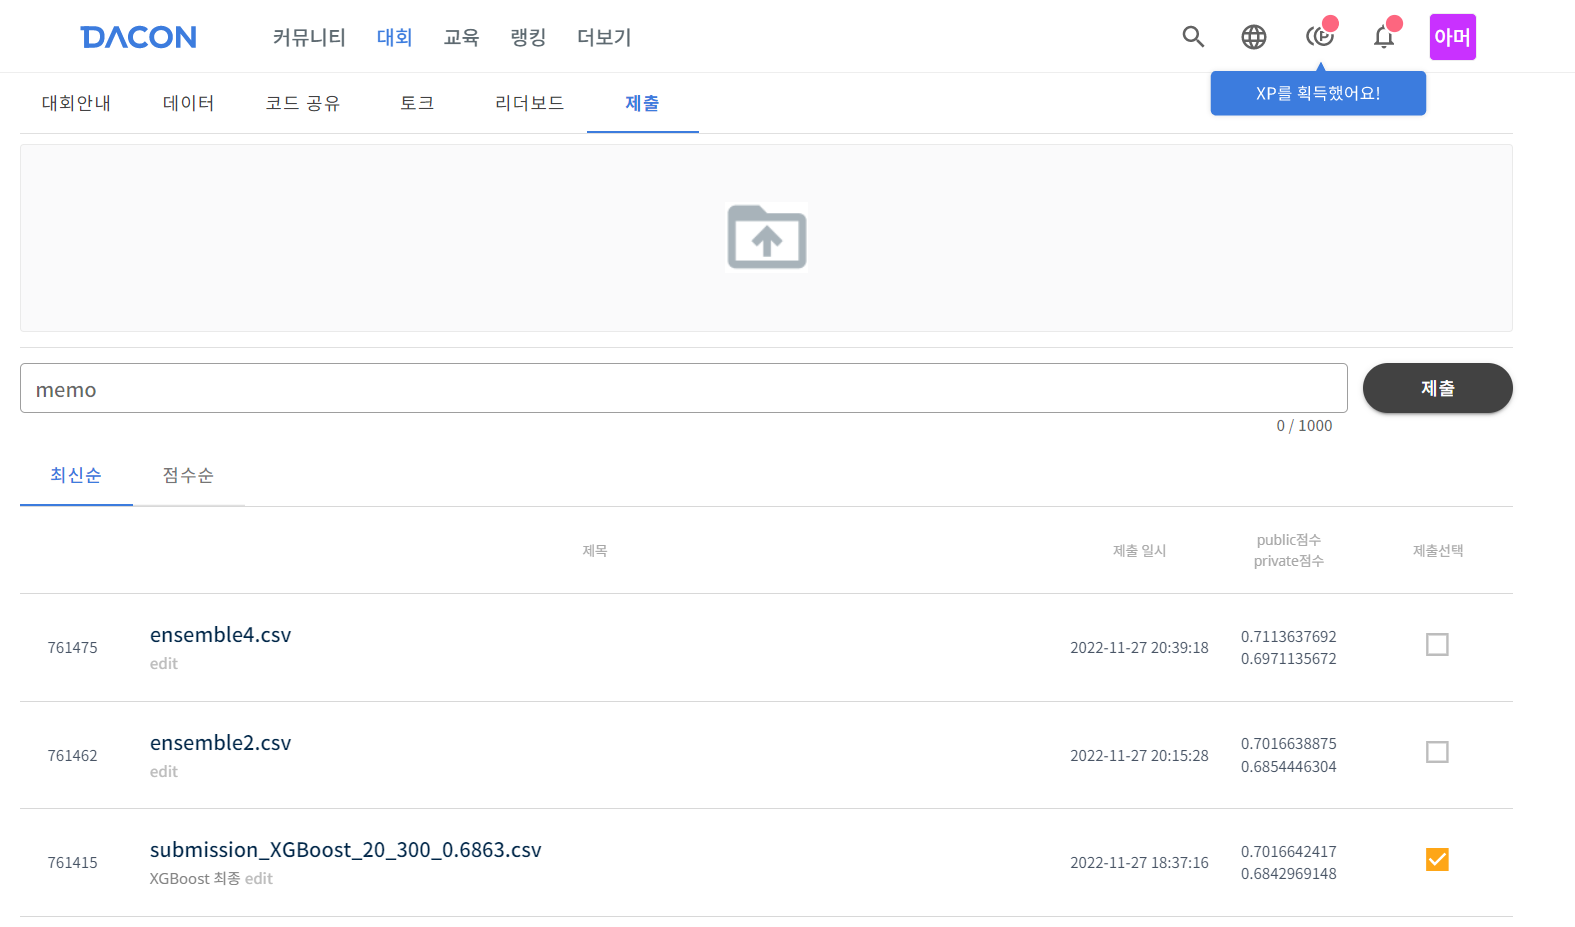 DACON 커뮤니티 대회 교육 랭킹 더보기 아머
XP를 획득했어요!
대회안내 데이터 코드 공유 토크 리더보드 제출
memo 제출
0 / 1000
최신순 점수순
제목 제출 일시 public점수 제출선택
private점수
761475 ensemble4.csv 2022-11-27 20:39:18 0.7113637692
edit 0.6971135672
761462 ensemble2.csv 2022-11-27 20:15:28 0.7016638875
edit 0.6854446304
761415 submission_XGBoost_20_300_0.6863.csv 2022-11-27 18:37:16 0.7016642417
XGBoost 최종 edit 0.6842969148